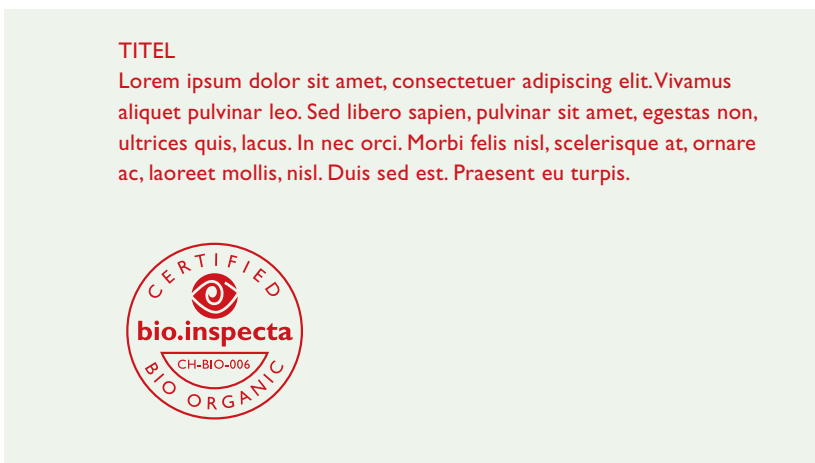 TITEL
Lorem ipsum dolor sit amet, consectetuer adipiscing elit. Vivamus
aliquet pulvinar leo. Sed libero sapien, pulvinar sit amet, egestas non,
ultrices quis, lacus. In nec orci. Morbi felis nisl, scelerisque at, ornare
ac, laoreet mollis, nisl. Duis sed est. Praesent eu turpis.
CERTIFIED
bio.inspecta
CH-BIO-006
BIO ORGANIC